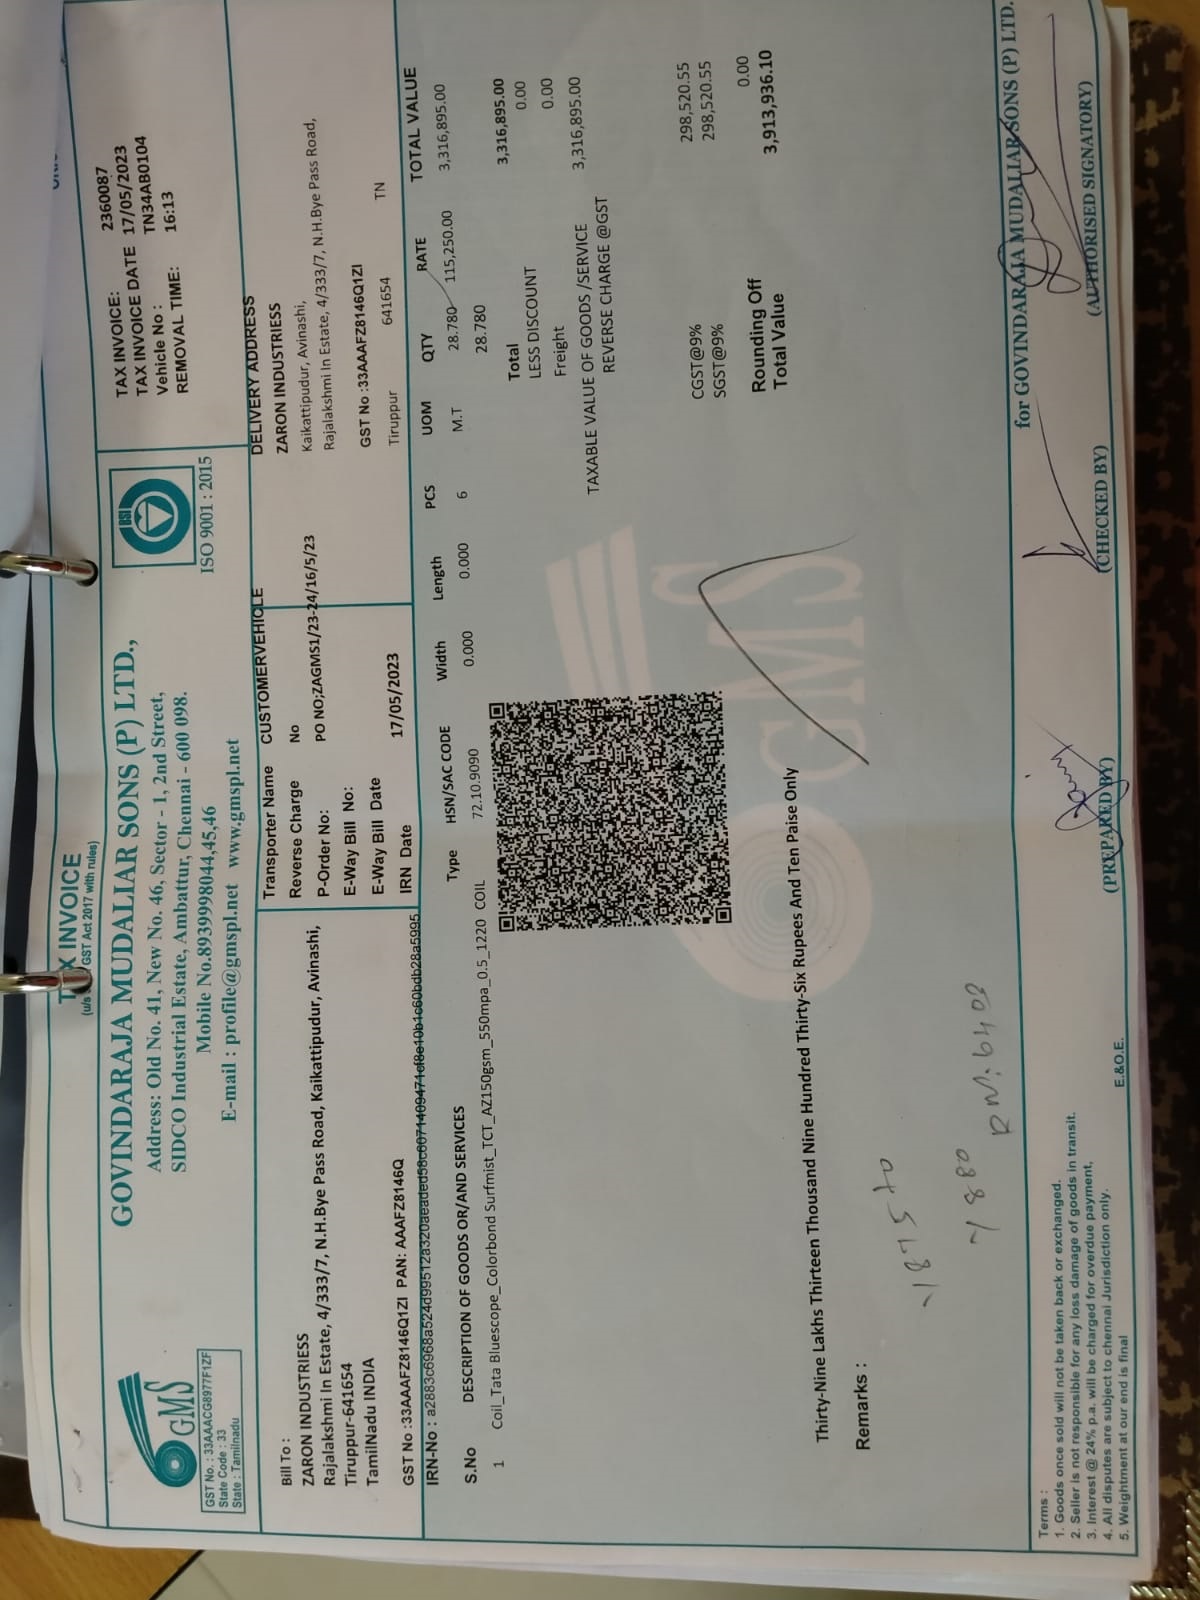 TAX INVOICE
GST Act 2017 with rules)
GOVINDARAJA MUDALIAR SONS (P) LTD.,
Address: Old No. 41, New No. 46, Sector - 1, 2nd Street,
SIDCO Industrial Estate, Ambattur, Chennai - 600 098.
Mobile No.8939998044,45,46
E-mail : profile@gmspl.net www.gmspl.net
GMS
GST No. : 33AAACG8977F1ZF
State Code : 33
State : Tamilnadu
BSI
ISO 9001 : 2015
TAX INVOICE: 2360087
TAX INVOICE DATE 17/05/2023
Vehicle No : TN34AB0104
REMOVAL TIME: 16:13
Bill To :
ZARON INDUSTRIESS
Rajalakshmi In Estate, 4/333/7, N.H.Bye Pass Road, Kaikattipudur, Avinashi,
Tiruppur-641654
TamilNadu INDIA
GST No :33AAAFZ8146Q1ZI PAN: AAAFZ8146Q
Transporter Name CUSTOMERVEHICLE
Reverse Charge No
P-Order No: PO NO;ZAGMS1/23-24/16/5/23
E-Way Bill No:
E-Way Bill Date
IRN Date 17/05/2023
DELIVERY ADDRESS
ZARON INDUSTRIESS
Kaikattipudur, Avinashi,
Rajalakshmi In Estate, 4/333/7, N.H.Bye Pass Road,
GST No :33AAAFZ8146Q1ZI
Tiruppur 641654 TN
IRN-No :
S.No DESCRIPTION OF GOODS OR/AND SERVICES Type HSN/SAC CODE Width Length PCS UOM QTY RATE TOTAL VALUE
1 Coil_Tata Bluescope_Colorbond Surfmist_TCT_AZ150gsm_550mpa_0.5_1220 COIL 72.10.9090 0.000 0.000 6 M.T 28.780 115,250.00 3,316,895.00
28.780
Total 3,316,895.00
LESS DISCOUNT 0.00
Freight 0.00
TAXABLE VALUE OF GOODS /SERVICE 3,316,895.00
REVERSE CHARGE @GST
CGST@9% 298,520.55
SGST@9% 298,520.55
Rounding Off 0.00
Total Value 3,913,936.10
GMS
Thirty-Nine Lakhs Thirteen Thousand Nine Hundred Thirty-Six Rupees And Ten Paise Only
Remarks :
for GOVINDARAJA MUDALIAR SONS (P) LTD.
Terms :
1. Goods once sold will not be taken back or exchanged.
2. Seller is not responsible for any loss damage of goods in transit.
3. Interest @ 24% p.a. will be charged for overdue payment,
4. All disputes are subject to chennai Jurisdiction only.
5. Weightment at our end is final
E.&O.E.
(PREPARED BY) (CHECKED BY) (AUTHORISED SIGNATORY)